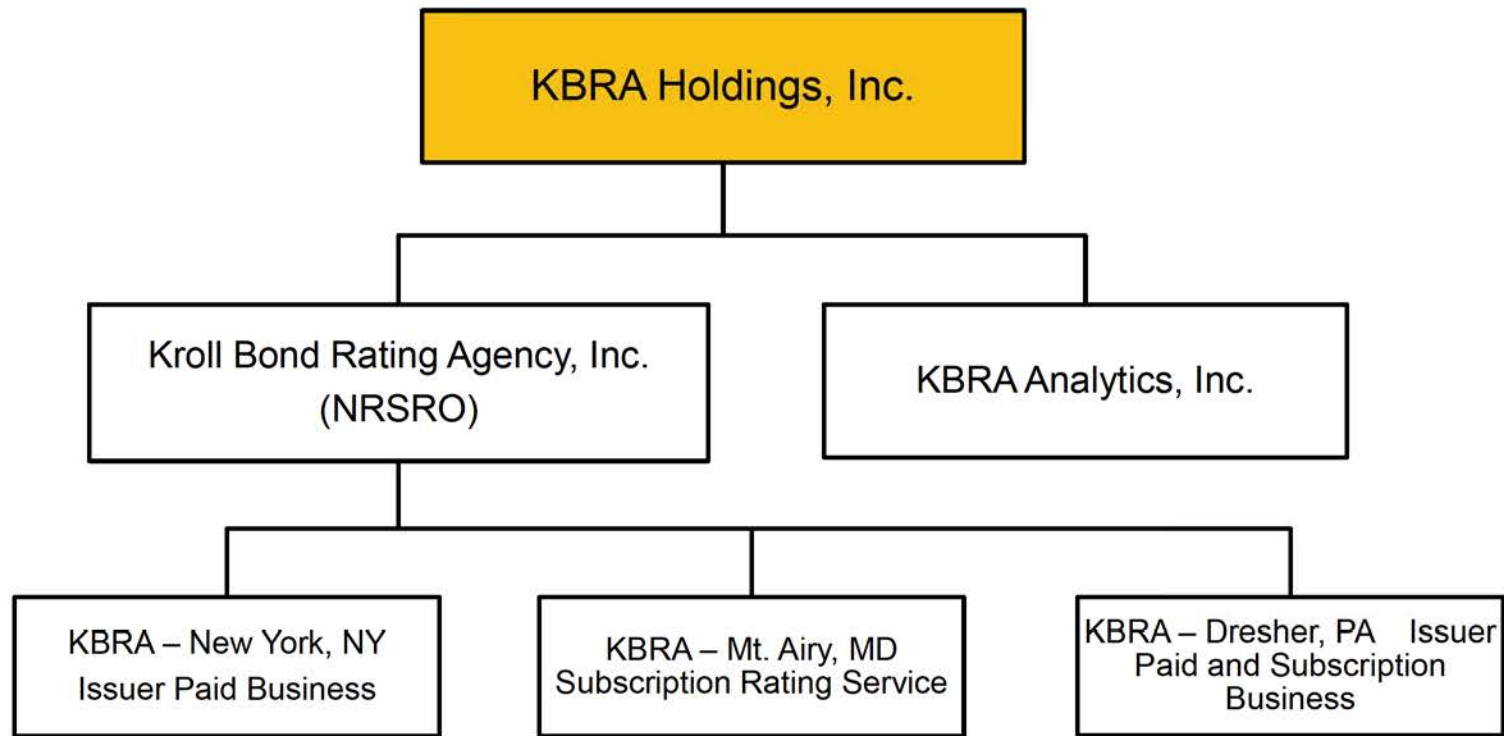 KBRA Holdings, Inc.
Kroll Bond Rating Agency, Inc.
(NRSRO)
KBRA Analytics, Inc.
KBRA – New York, NY
Issuer Paid Business
KBRA – Mt. Airy, MD
Subscription Rating Service
KBRA – Dresher, PA Issuer
Paid and Subscription
Business